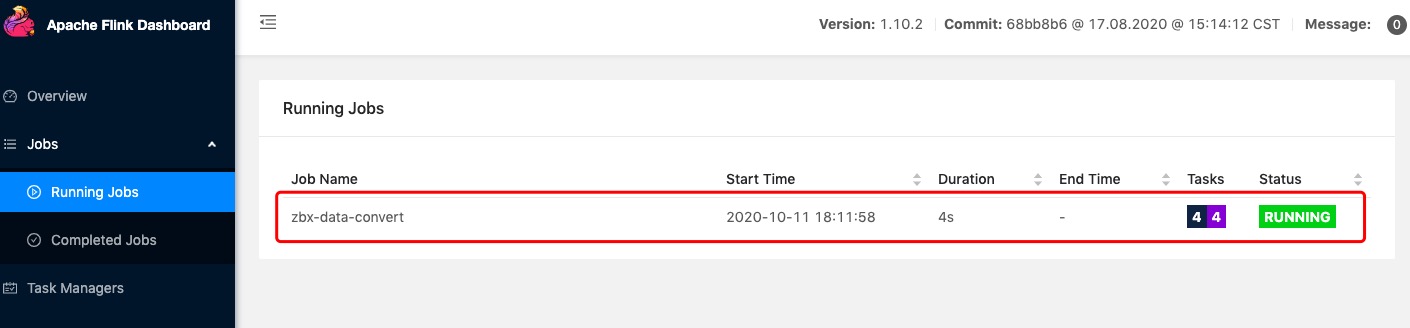 Apache Flink Dashboard
Version: 1.10.2 Commit: 68bb8b6 @ 17.08.2020 @ 15:14:12 CST Message: 0
Overview
Jobs
Running Jobs
Completed Jobs
Task Managers
Running Jobs
Job Name Start Time Duration End Time Tasks Status
zbx-data-convert 2020-10-11 18:11:58 4s - 4 4 RUNNING